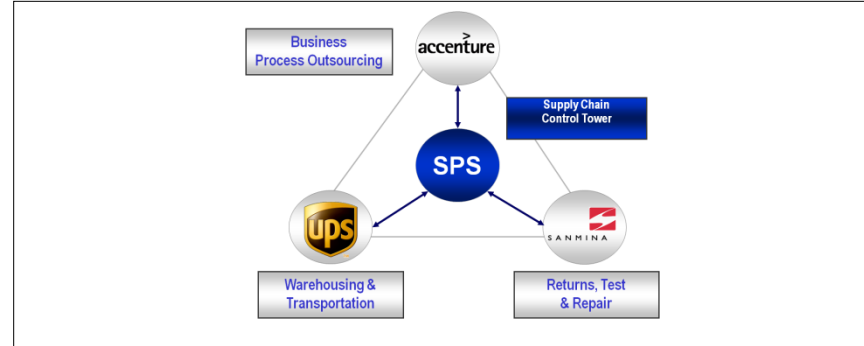 Business
Process Outsourcing
>
accenture
Supply Chain
Control Tower
SPS
ups
SANMINA
Warehousing &
Transportation
Returns, Test
& Repair